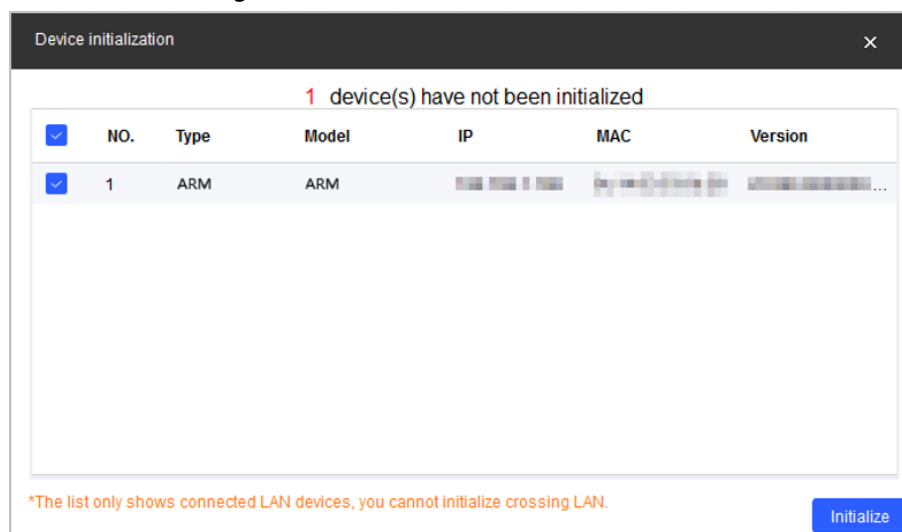 Device initialization
1 device(s) have not been initialized
NO. Type Model IP MAC Version
1 ARM ARM ...
*The list only shows connected LAN devices, you cannot initialize crossing LAN.
Initialize